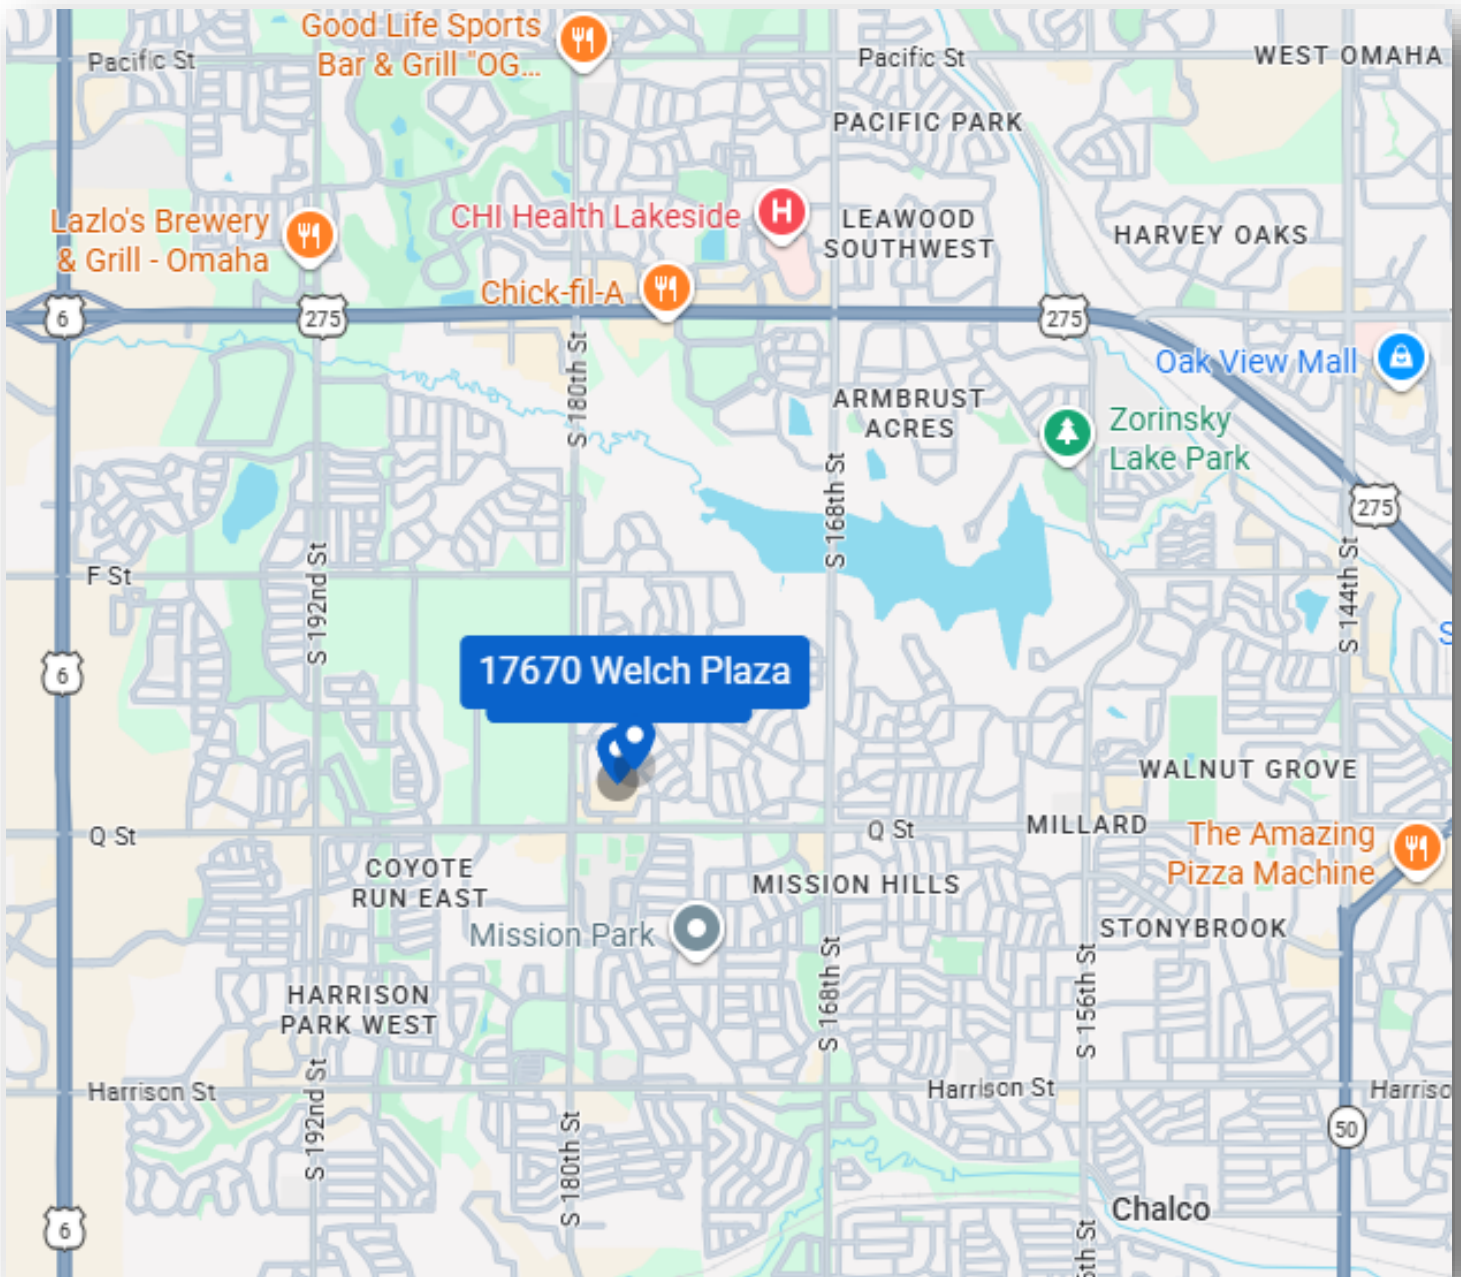 Good Life Sports
Bar & Grill "OG...
Pacific St
Pacific St
WEST OMAHA
PACIFIC PARK
Lazlo's Brewery
& Grill - Omaha
CHI Health Lakeside
H
LEAWOOD
SOUTHWEST
HARVEY OAKS
Chick-fil-A
6
275
275
S 180th St
Oak View Mall
ARMBRUST
ACRES
Zorinsky
Lake Park
S 168th St
275
F St
S 192nd St
S 144th St
S
6
17670 Welch Plaza
WALNUT GROVE
Q St
Q St
MILLARD
The Amazing
Pizza Machine
COYOTE
RUN EAST
MISSION HILLS
Mission Park
STONYBROOK
S 168th St
S 156th St
HARRISON
PARK WEST
Harrison St
Harrison St
Harriso
S 192nd St
S 180th St
50
6
Chalco
6th St